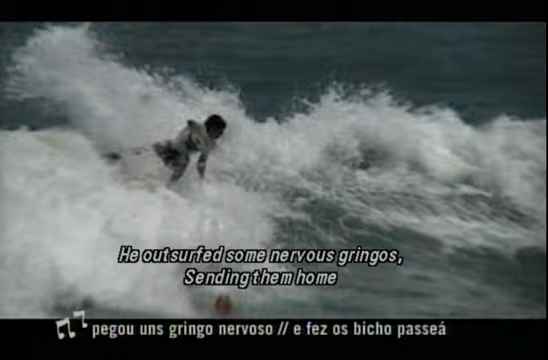 He outsurfed some nervous gringos,
Sending them home
pegou uns gringo nervoso // e fez os bicho passeá